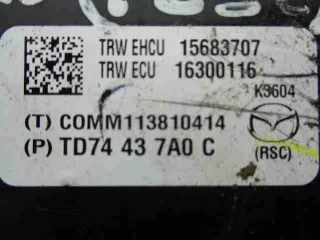 TRW EHCU 15683707
TRW ECU 16300116
K3604
(T) COMM113810414
(P) TD74 43 7A0 C
(RSC)